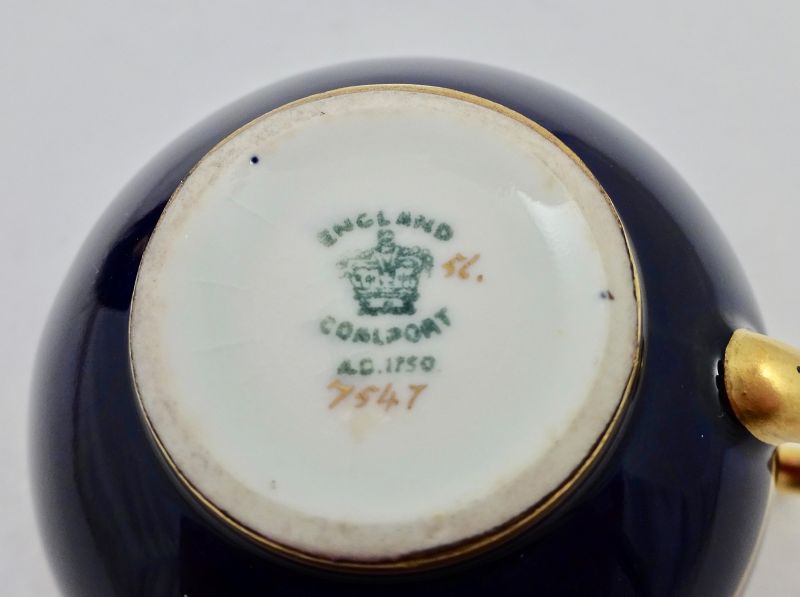 ENGLAND
56.
COALPORT
A.D. 1750
7547